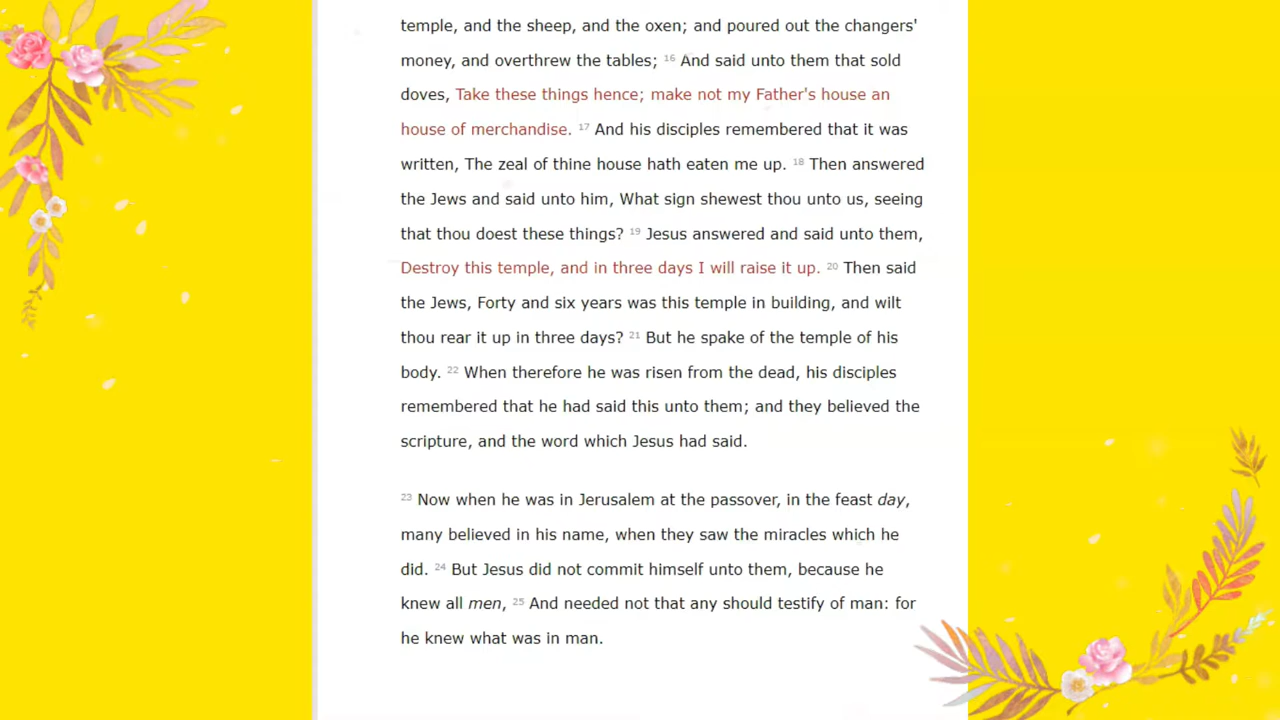 temple, and the sheep, and the oxen; and poured out the changers'
money, and overthrew the tables; 16 And said unto them that sold
doves, Take these things hence; make not my Father's house an
house of merchandise. 17 And his disciples remembered that it was
written, The zeal of thine house hath eaten me up. 18 Then answered
the Jews and said unto him, What sign shewest thou unto us, seeing
that thou doest these things? 19 Jesus answered and said unto them,
Destroy this temple, and in three days I will raise it up. 20 Then said
the Jews, Forty and six years was this temple in building, and wilt
thou rear it up in three days? 21 But he spake of the temple of his
body. 22 When therefore he was risen from the dead, his disciples
remembered that he had said this unto them; and they believed the
scripture, and the word which Jesus had said.
23 Now when he was in Jerusalem at the passover, in the feast day,
many believed in his name, when they saw the miracles which he
did. 24 But Jesus did not commit himself unto them, because he
knew all men, 25 And needed not that any should testify of man: for
he knew what was in man.